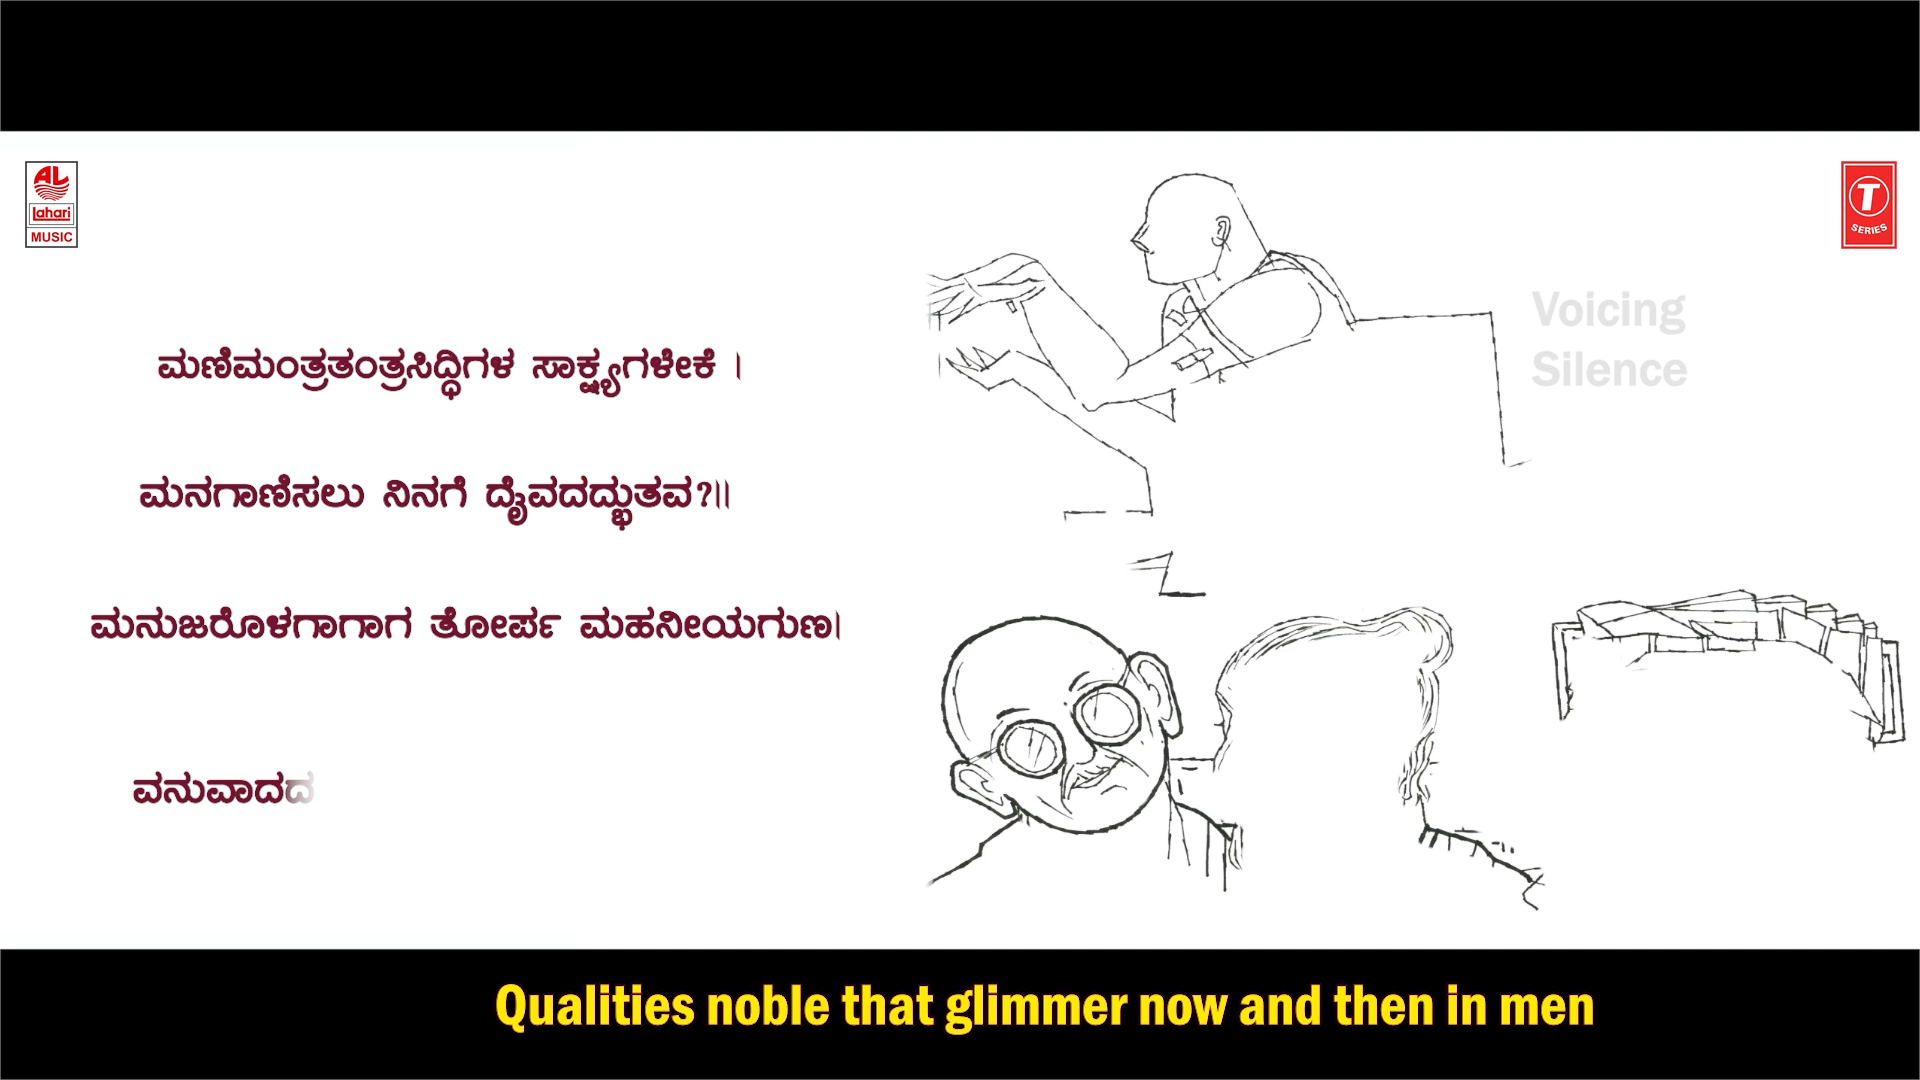 AL
Lahari
MUSIC
T
SERIES
Voicing
Silence
ಮಣಿಮಂತ್ರತಂತ್ರಸಿದ್ಧಿಗಳ ಸಾಕ್ಷ್ಯಗಳೇಕೆ ।
ಮನಗಾಣಿಸಲು ನಿನಗೆ ದೈವದದ್ಭುತವ?॥
ಮನುಜರೊಳಗಾಗಾಗ ತೋರ್ಪ ಮಹನೀಯಗುಣ।
ವನುವಾದದ
Qualities noble that glimmer now and then in men